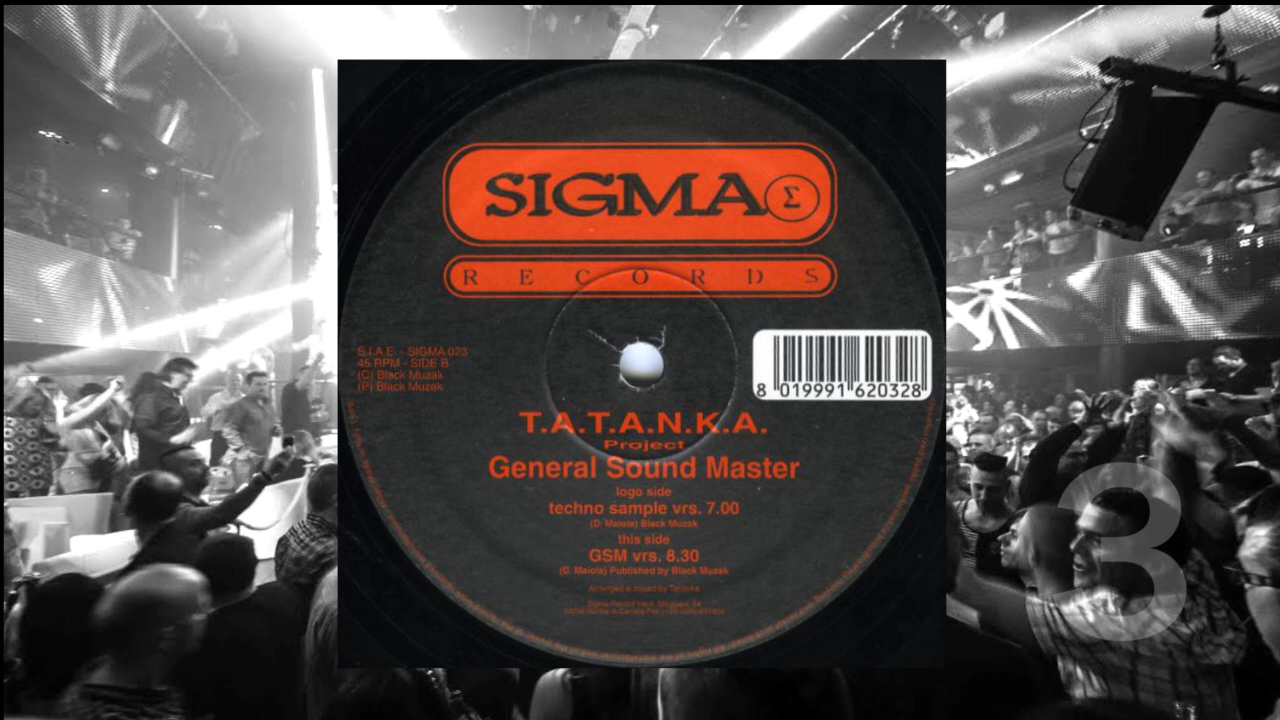 SIGMA Σ
RECORDS
S.I.A.E. - SIGMA 023
45 RPM - SIDE B
(C) Black Muzak
(P) Black Muzak
8 019991 620328
T.A.T.A.N.K.A.
Project
General Sound Master
logo side
techno sample vrs. 7.00
(D. Maiola) Black Muzak
this side
GSM vrs. 8.30
(D. Maiola) Published by Black Muzak
Arranged & mixed by Tatanka
3